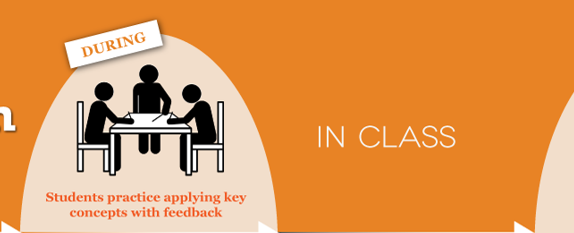 DURING
IN CLASS
Students practice applying key
concepts with feedback